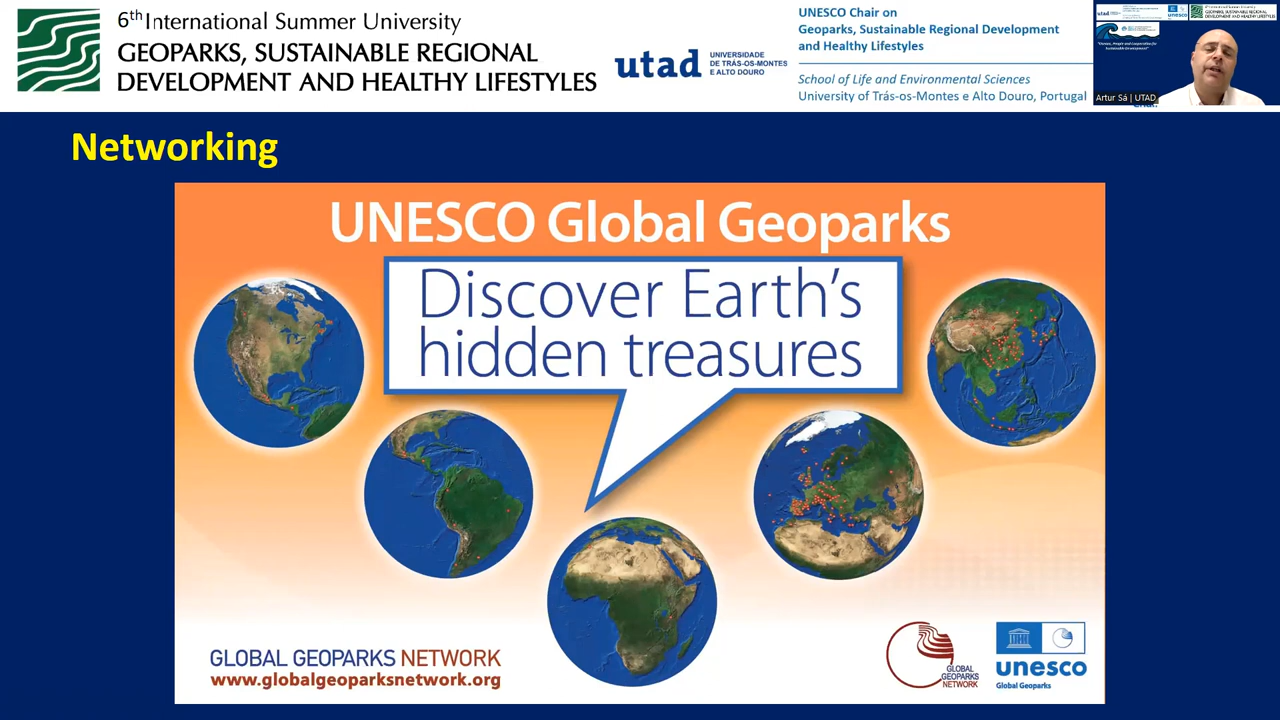 6th International Summer University
GEOPARKS, SUSTAINABLE REGIONAL
DEVELOPMENT AND HEALTHY LIFESTYLES
utad
UNIVERSIDADE
DE TRÁS-OS-MONTES
E ALTO DOURO
UNESCO Chair on
Geoparks, Sustainable Regional Development
and Healthy Lifestyles
School of Life and Environmental Sciences
University of Trás-os-Montes e Alto Douro, Portugal
Artur Sá | UTAD
Networking
UNESCO Global Geoparks
Discover Earth's
hidden treasures
GLOBAL GEOPARKS NETWORK
www.globalgeoparksnetwork.org
GLOBAL
GEOPARKS
NETWORK
unesco
Global Geoparks